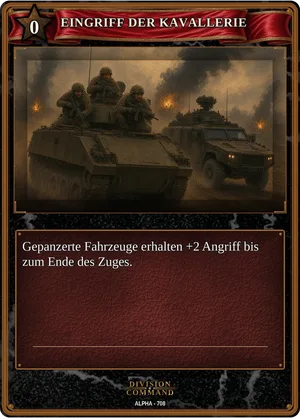 0
EINGRIFF DER KAVALLERIE
Gepanzerte Fahrzeuge erhalten +2 Angriff bis
zum Ende des Zuges.
DIVISION
COMMAND
ALPHA - 708